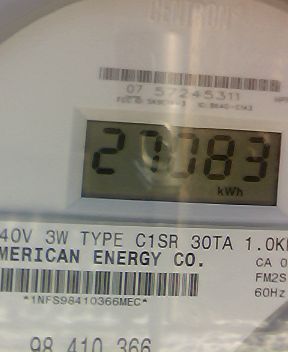 CENTRON
07 57245311
27083
kWh
40V 3W TYPE C1SR 30TA 1.0K
MERICAN ENERGY CO.
CA 0
FM2S
60Hz
*1NFS98410366MEC*
98 410 366